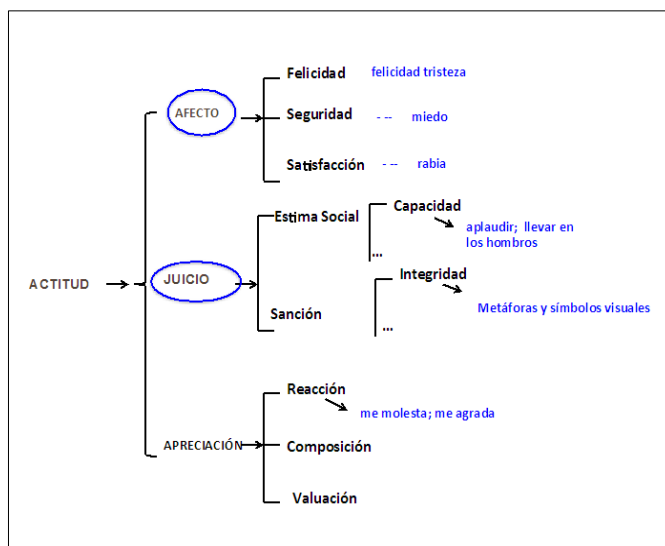 Felicidad felicidad tristeza
AFECTO
Seguridad - -- miedo
Satisfacción - -- rabia
Capacidad
Estima Social
aplaudir; llevar en
los hombros
...
Integridad
ACTITUD
JUICIO
Metáforas y símbolos visuales
Sanción
...
Reacción
me molesta; me agrada
APRECIACIÓN
Composición
Valuación